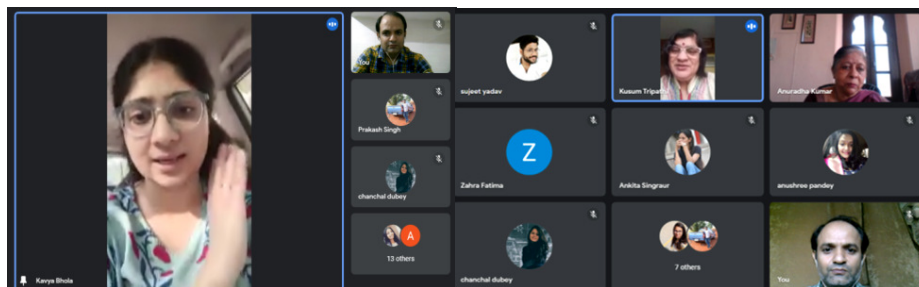 Kavya Bhola
You
Prakash Singh
chanchal dubey
A
13 others
sujeet yadav
Kusum Tripathi
Anuradha Kumar
Z
Zahra Fatima
Ankita Singraur
anushree pandey
chanchal dubey
7 others
You